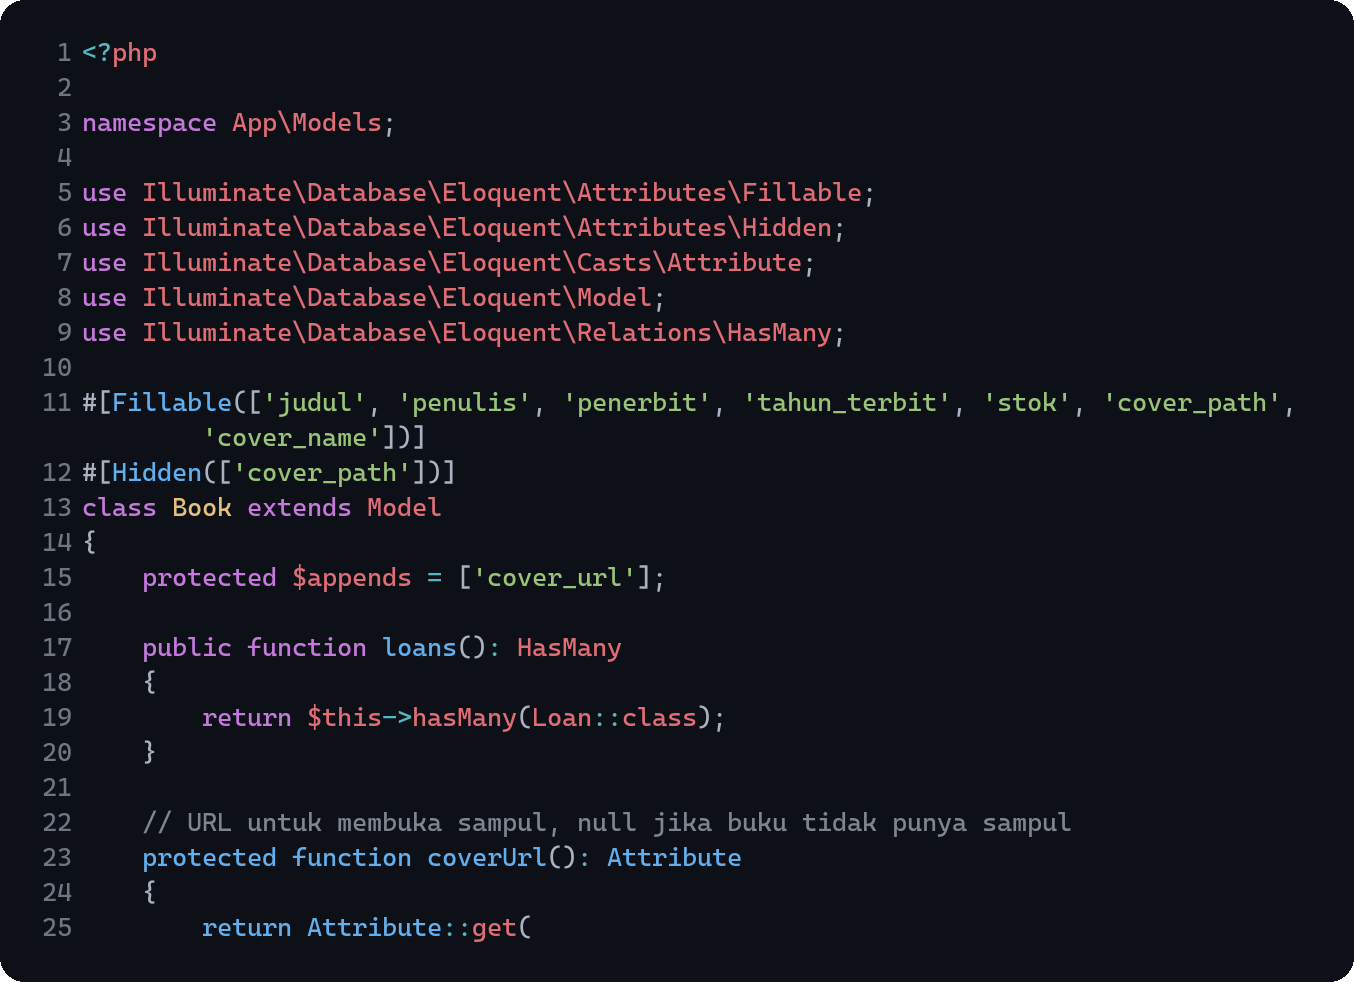 1 <?php
2
3 namespace App\Models;
4
5 use Illuminate\Database\Eloquent\Attributes\Fillable;
6 use Illuminate\Database\Eloquent\Attributes\Hidden;
7 use Illuminate\Database\Eloquent\Casts\Attribute;
8 use Illuminate\Database\Eloquent\Model;
9 use Illuminate\Database\Eloquent\Relations\HasMany;
10
11 #[Fillable(['judul', 'penulis', 'penerbit', 'tahun_terbit', 'stok', 'cover_path',
        'cover_name'])]
12 #[Hidden(['cover_path'])]
13 class Book extends Model
14 {
15     protected $appends = ['cover_url'];
16
17     public function loans(): HasMany
18     {
19         return $this->hasMany(Loan::class);
20     }
21
22     // URL untuk membuka sampul, null jika buku tidak punya sampul
23     protected function coverUrl(): Attribute
24     {
25         return Attribute::get(